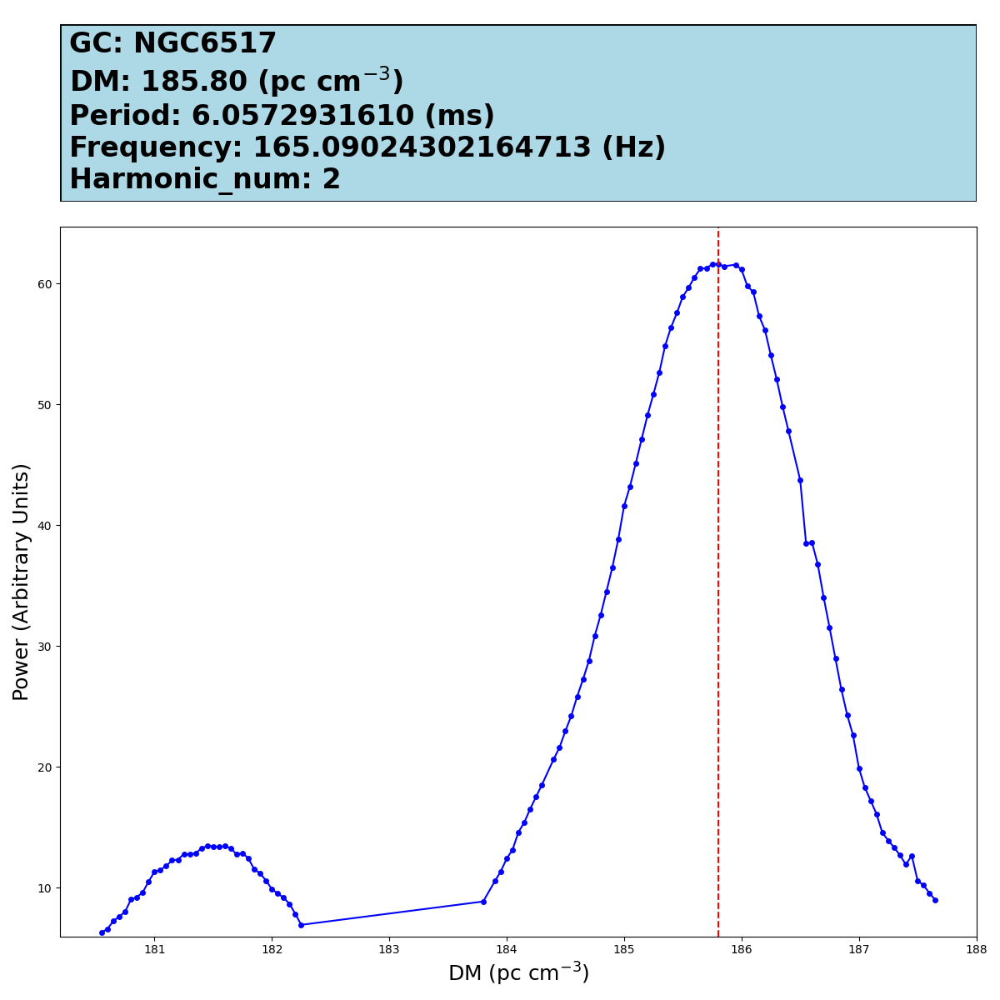 GC: NGC6517
DM: 185.80 (pc cm⁻³)
Period: 6.0572931610 (ms)
Frequency: 165.09024302164713 (Hz)
Harmonic_num: 2
60
50
40
30
20
10
Power (Arbitrary Units)
181 182 183 184 185 186 187 188
DM (pc cm⁻³)